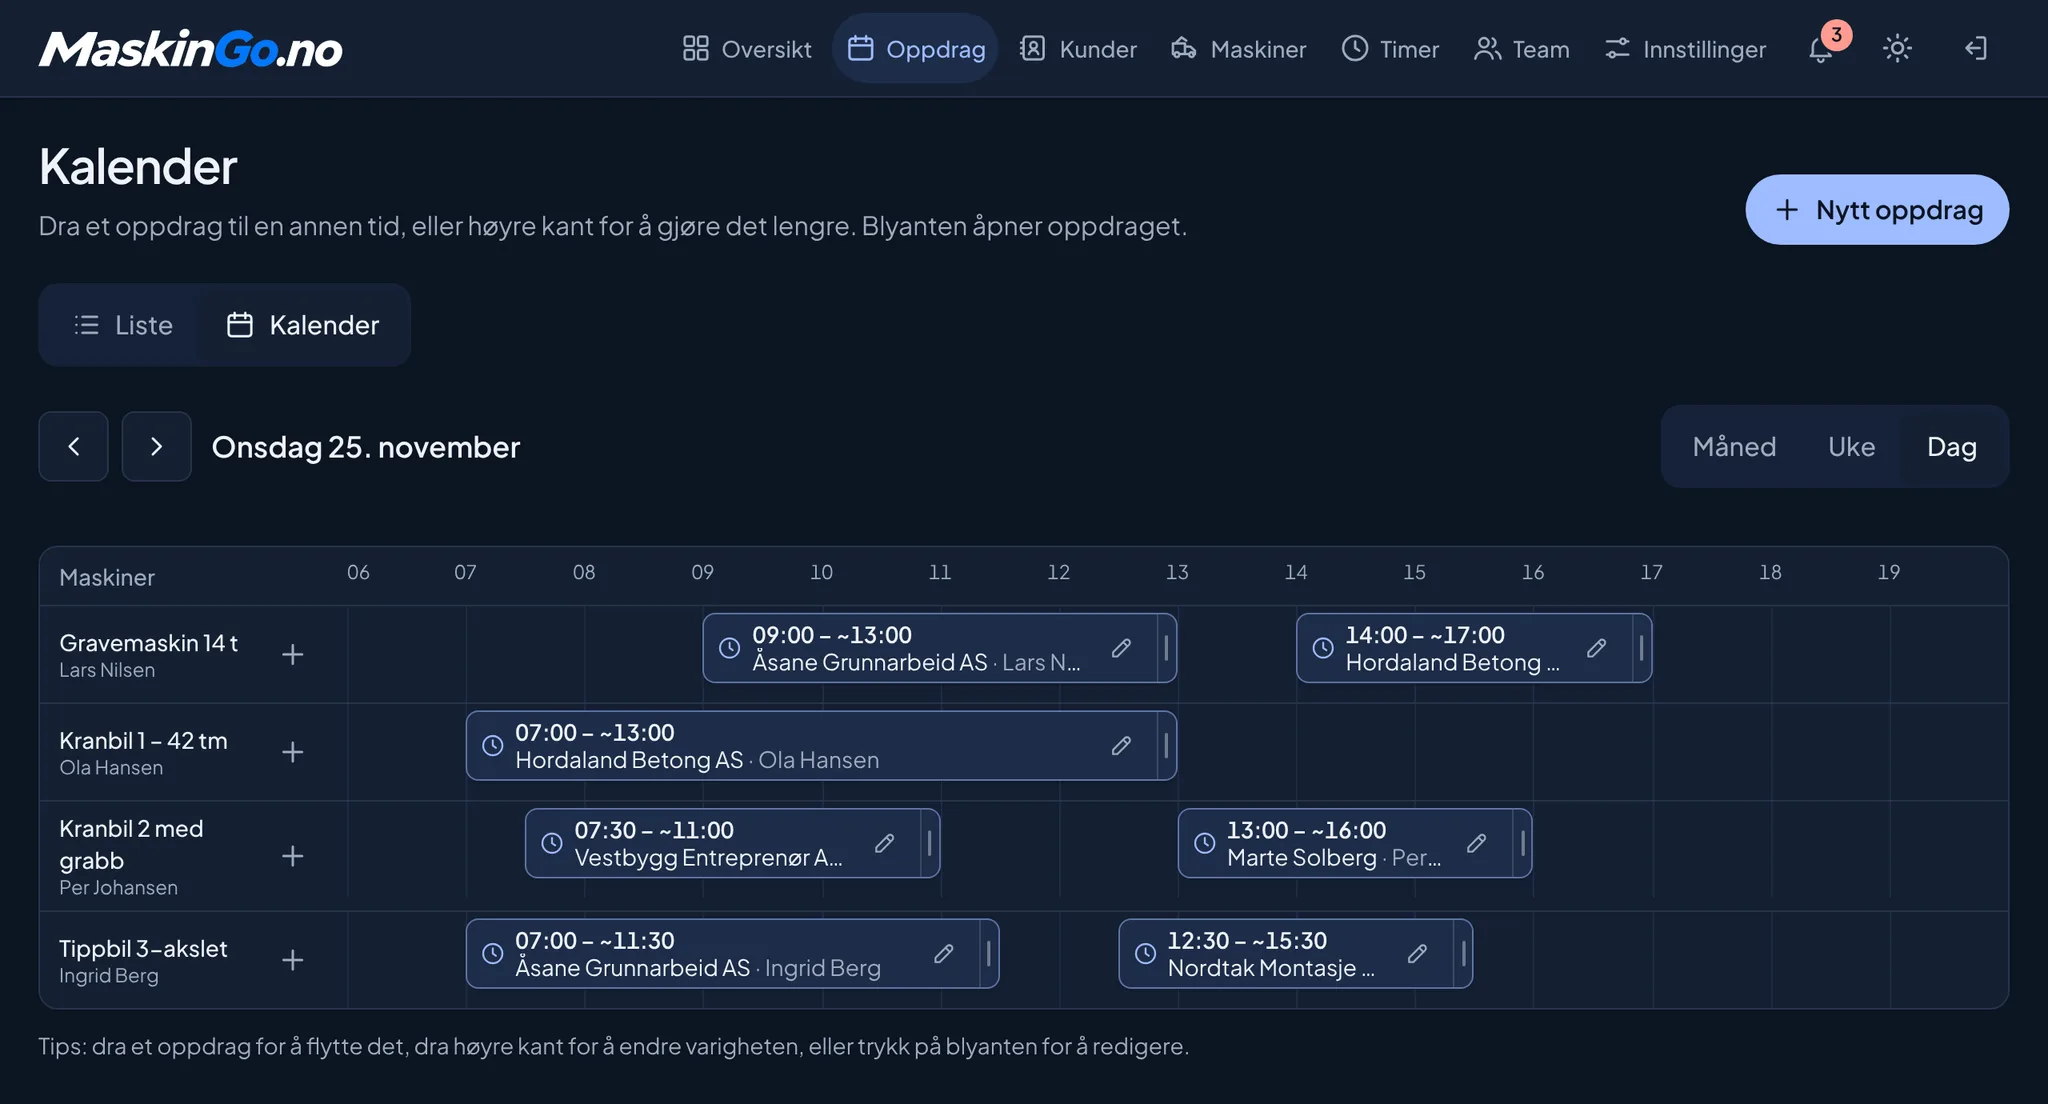 MaskinGo.no
Oversikt
Oppdrag
Kunder
Maskiner
Timer
Team
Innstillinger
3
Kalender
Dra et oppdrag til en annen tid, eller høyre kant for å gjøre det lengre. Blyanten åpner oppdraget.
+ Nytt oppdrag
Liste
Kalender
Onsdag 25. november
Måned
Uke
Dag
Maskiner
06 07 08 09 10 11 12 13 14 15 16 17 18 19
Gravemaskin 14 t
Lars Nilsen
09:00 – ~13:00
Åsane Grunnarbeid AS · Lars N...
14:00 – ~17:00
Hordaland Betong ...
Kranbil 1 – 42 tm
Ola Hansen
07:00 – ~13:00
Hordaland Betong AS · Ola Hansen
Kranbil 2 med
grabb
Per Johansen
07:30 – ~11:00
Vestbygg Entreprenør A...
13:00 – ~16:00
Marte Solberg · Per...
Tippbil 3-akslet
Ingrid Berg
07:00 – ~11:30
Åsane Grunnarbeid AS · Ingrid Berg
12:30 – ~15:30
Nordtak Montasje ...
Tips: dra et oppdrag for å flytte det, dra høyre kant for å endre varigheten, eller trykk på blyanten for å redigere.